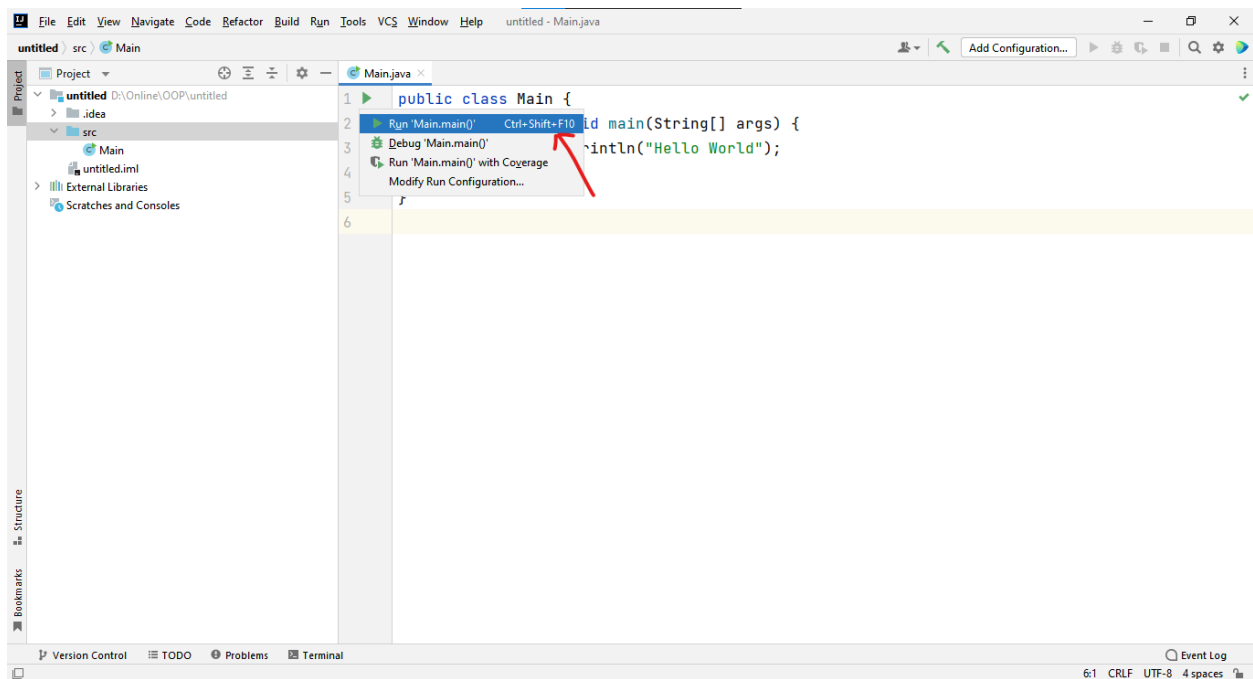 File Edit View Navigate Code Refactor Build Run Tools VCS Window Help untitled - Main.java
untitled src Main Add Configuration...
Project
Project
Main.java
untitled D:\Online\OOP\untitled
.idea
src
Main
untitled.iml
External Libraries
Scratches and Consoles
1 public class Main {
2 id main(String[] args) {
3 rintln("Hello World");
4
5 }
6
Run 'Main.main()' Ctrl+Shift+F10
Debug 'Main.main()'
Run 'Main.main()' with Coverage
Modify Run Configuration...
Structure
Bookmarks
Version Control TODO Problems Terminal Event Log
6:1 CRLF UTF-8 4 spaces